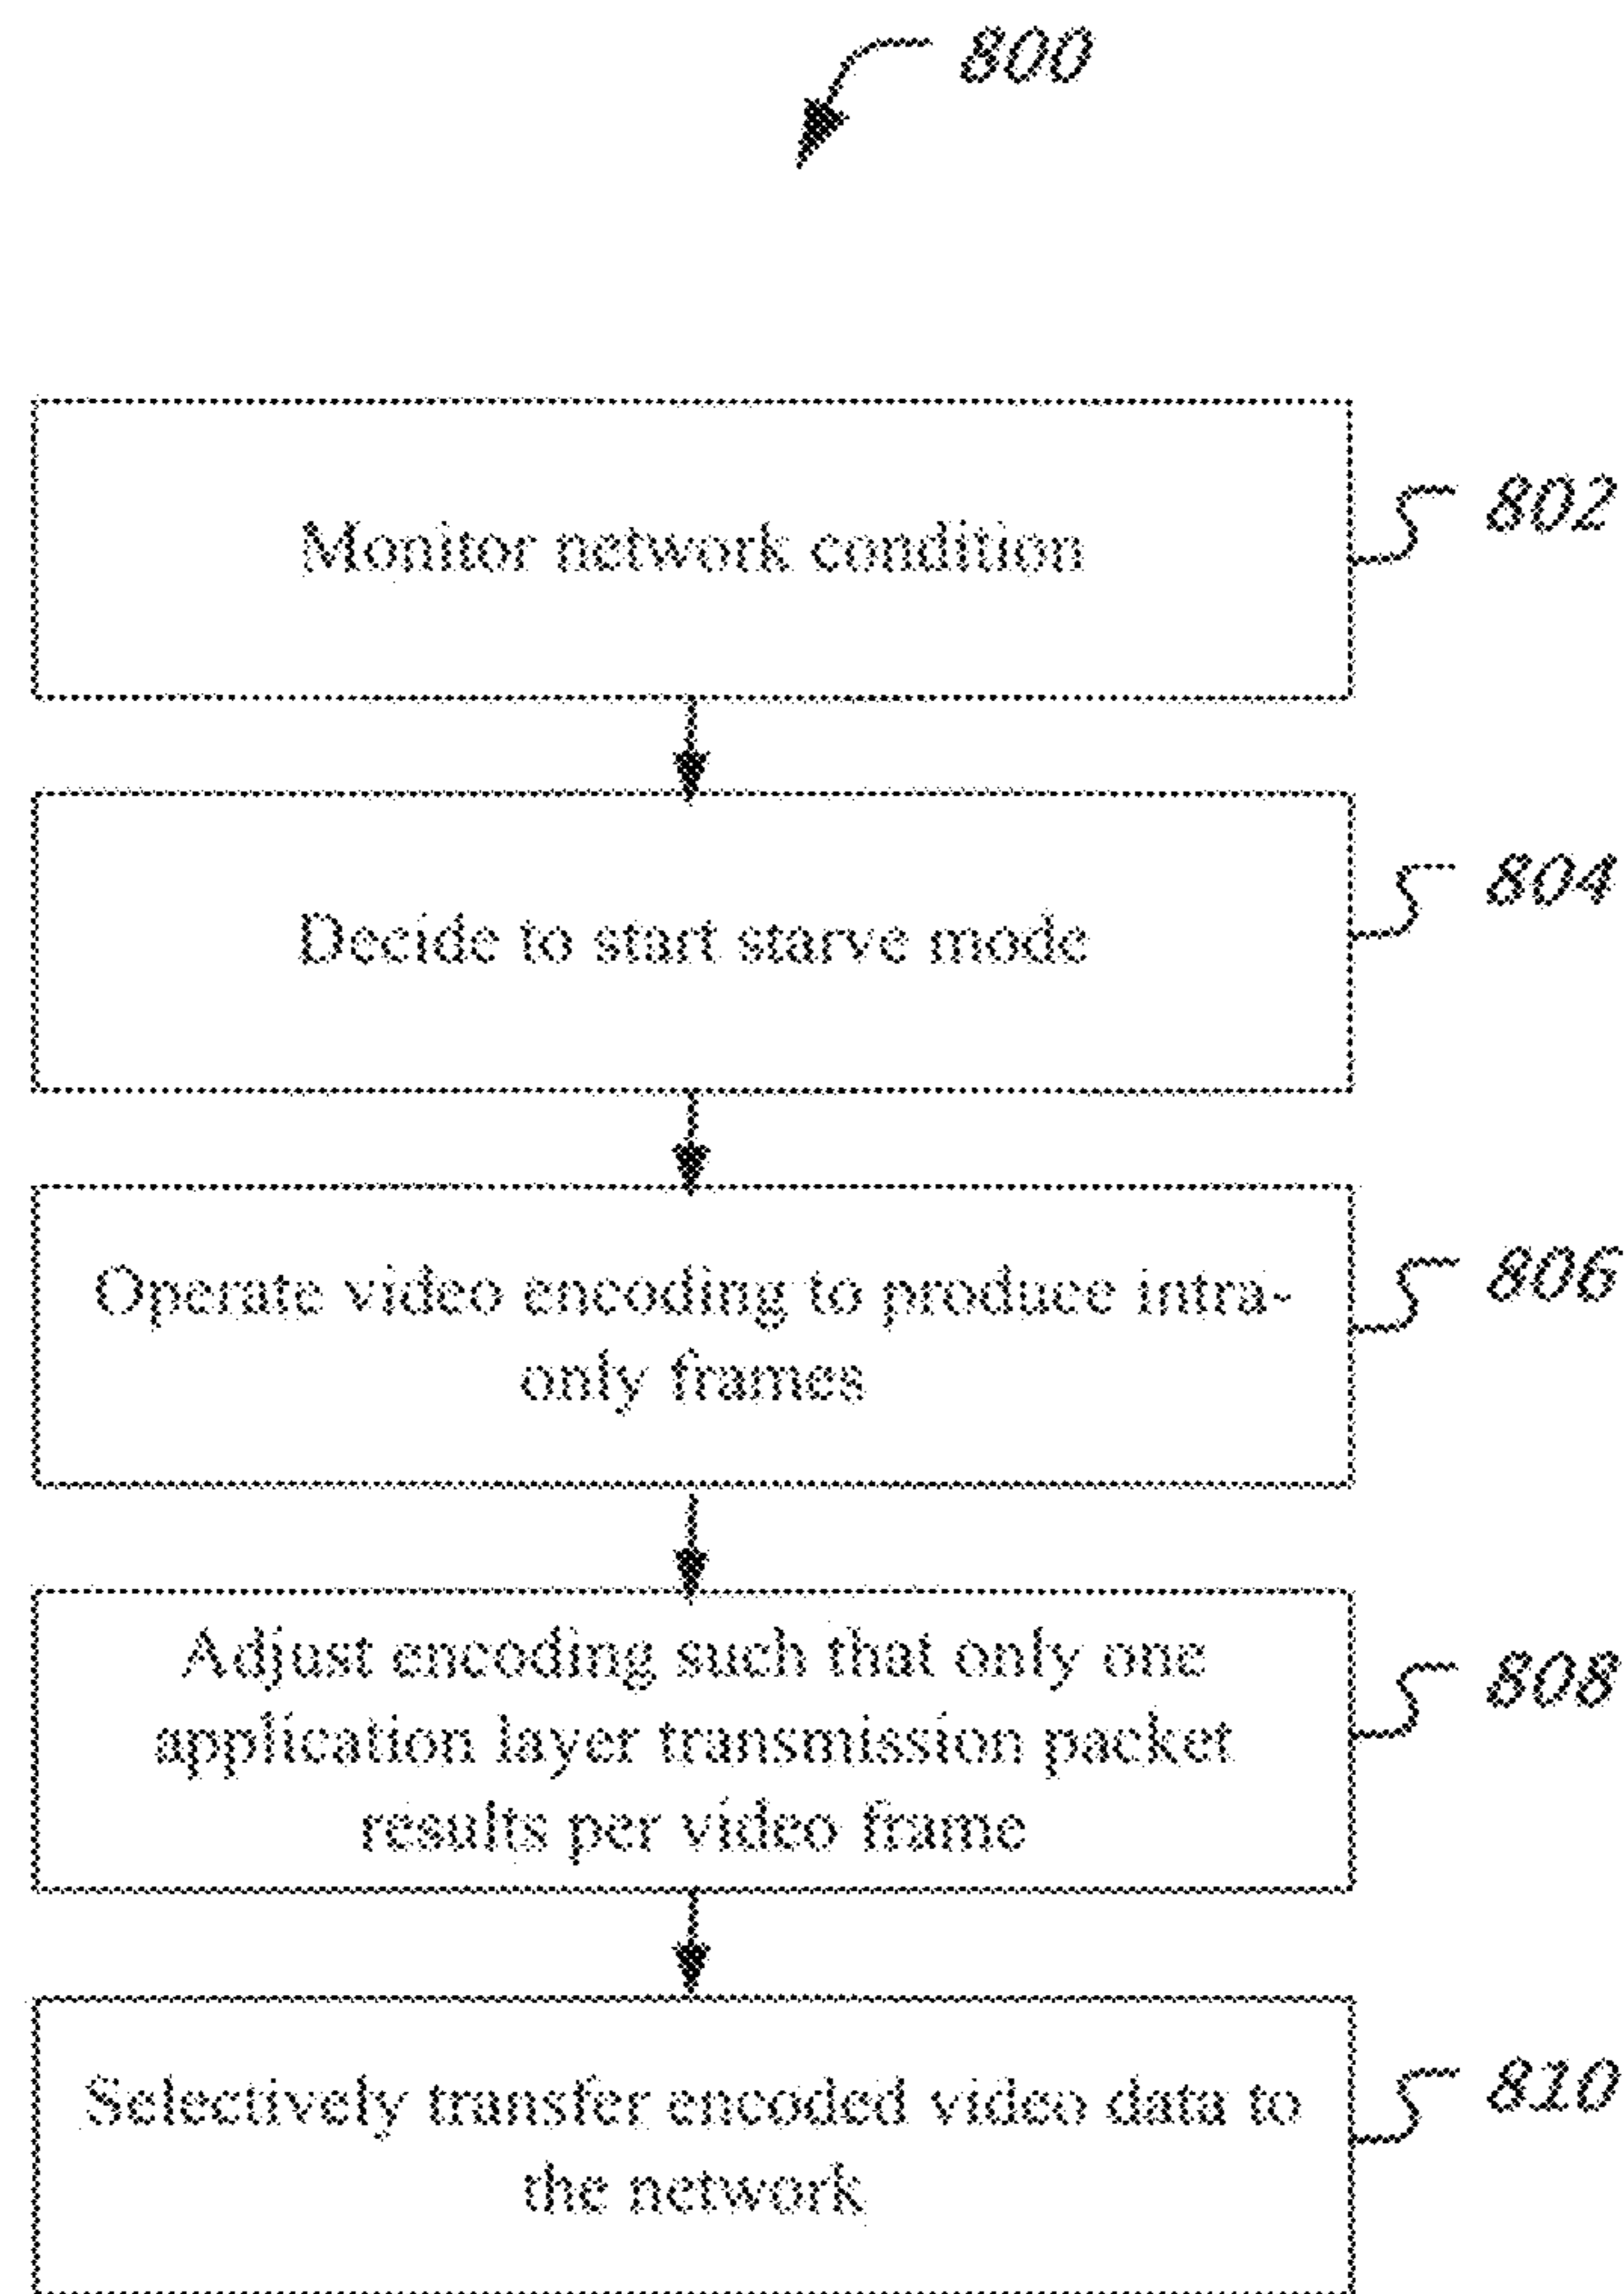 800
Monitor network condition
802
Decide to start starve mode
804
Operate video encoding to produce intra-
only frames
806
Adjust encoding such that only one
application layer transmission packet
results per video frame
808
Selectively transfer encoded video data to
the network
810